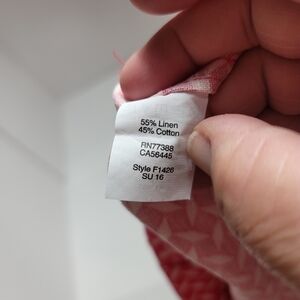 55% Linen
45% Cotton
RN77388
CA56445
Style F1426
SU 16